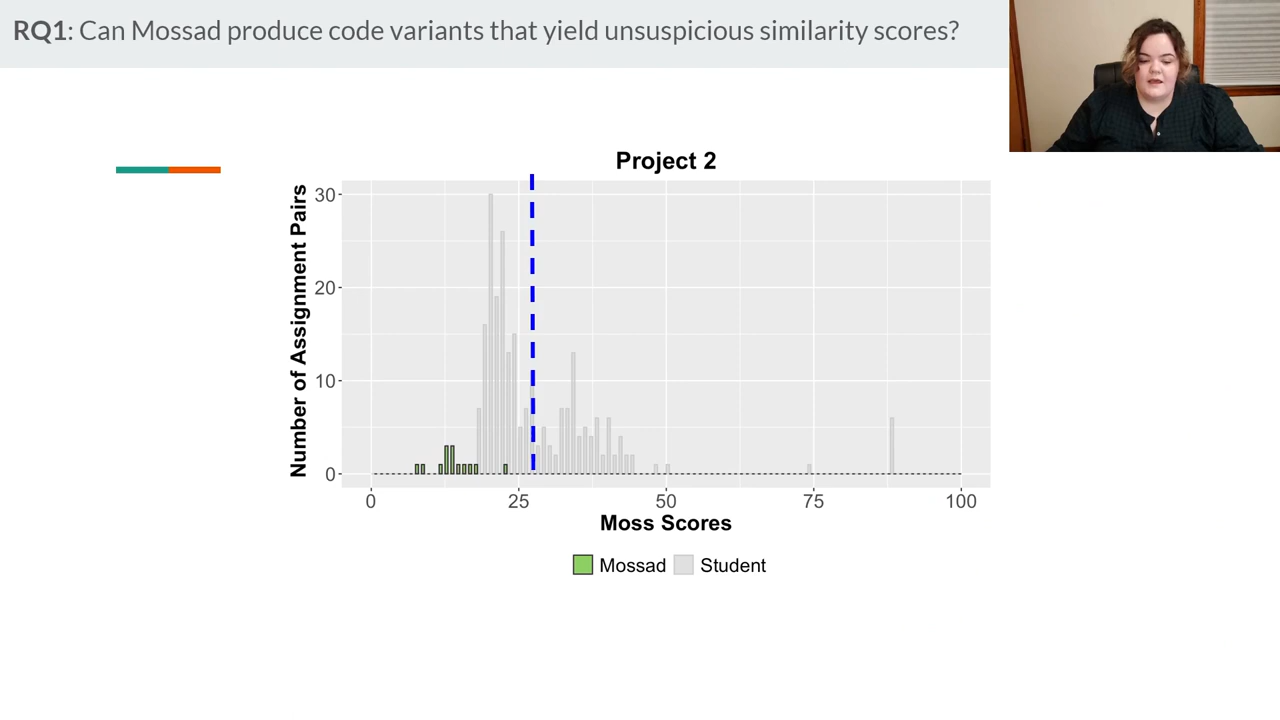 RQ1: Can Mossad produce code variants that yield unsuspicious similarity scores?
Project 2
Number of Assignment Pairs
30
20
10
0
0 25 50 75 100
Moss Scores
Mossad Student